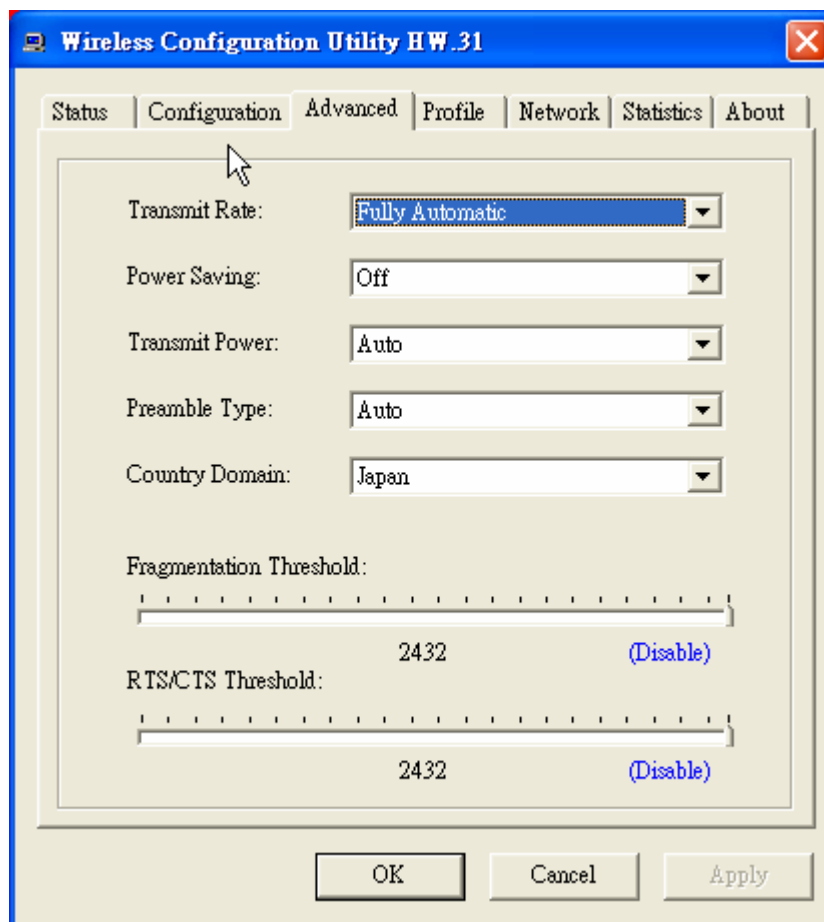 Wireless Configuration Utility HW.31
Status Configuration Advanced Profile Network Statistics About
Transmit Rate: Fully Automatic
Power Saving: Off
Transmit Power: Auto
Preamble Type: Auto
Country Domain: Japan
Fragmentation Threshold:
2432 (Disable)
RTS/CTS Threshold:
2432 (Disable)
OK Cancel Apply